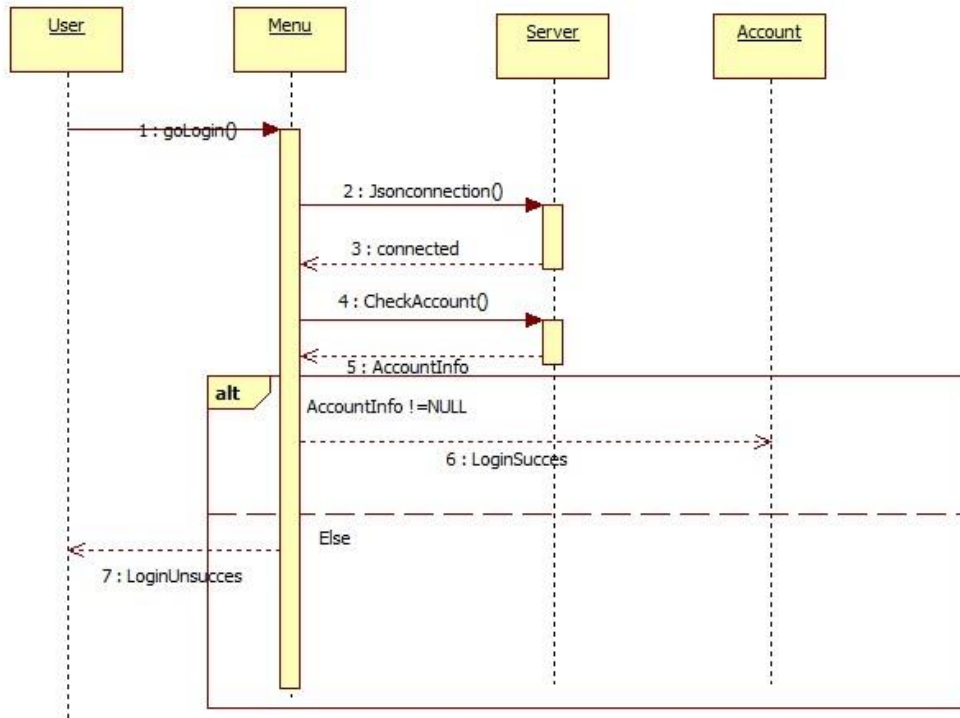 User
Menu
Server
Account
1 : goLogin()
2 : Jsonconnection()
3 : connected
4 : CheckAccount()
5 : AccountInfo
alt
AccountInfo !=NULL
6 : LoginSucces
Else
7 : LoginUnsucces